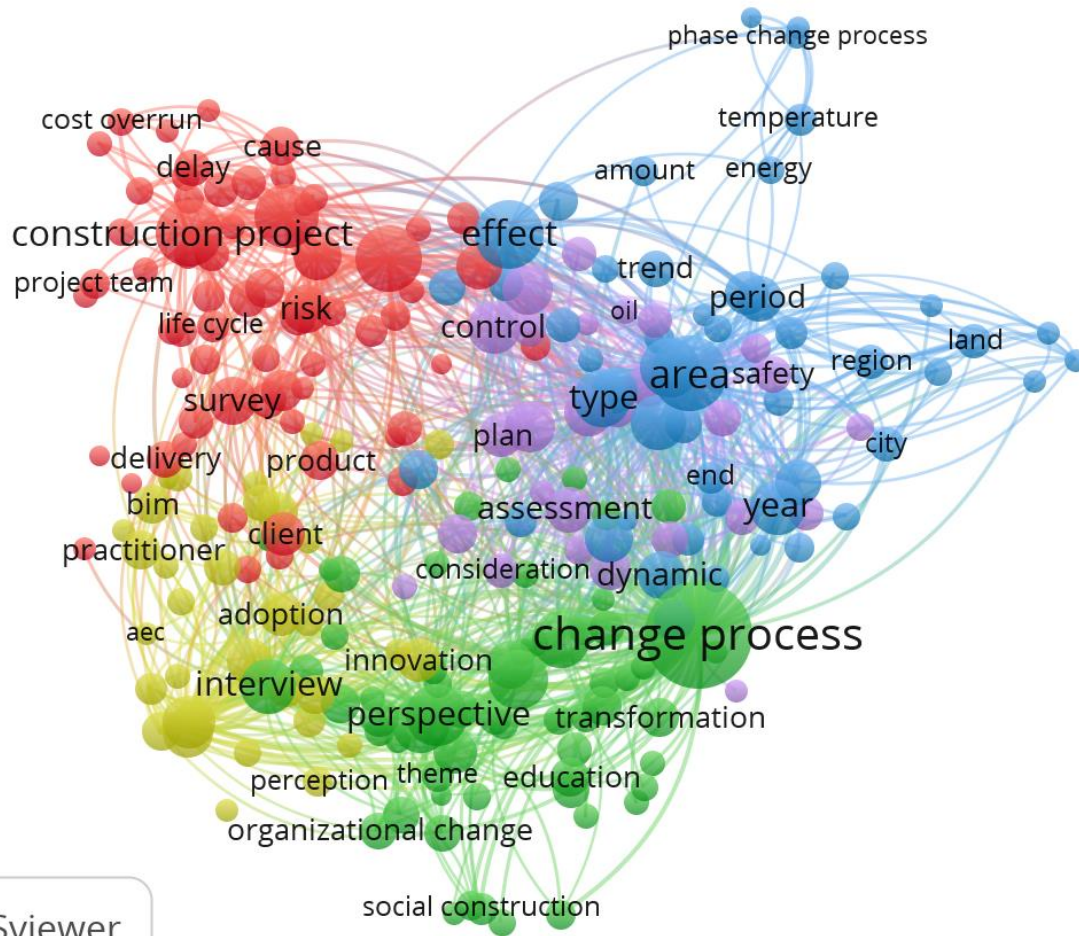 phase change process
cost overrun
temperature
cause
delay
amount
energy
construction project
effect
project team
trend
risk
oil
period
life cycle
control
land
region
area
safety
survey
type
plan
city
delivery
product
end
bim
assessment
year
client
practitioner
consideration
dynamic
adoption
aec
change process
innovation
interview
perspective
transformation
perception
theme
education
organizational change
social construction
Sviewer